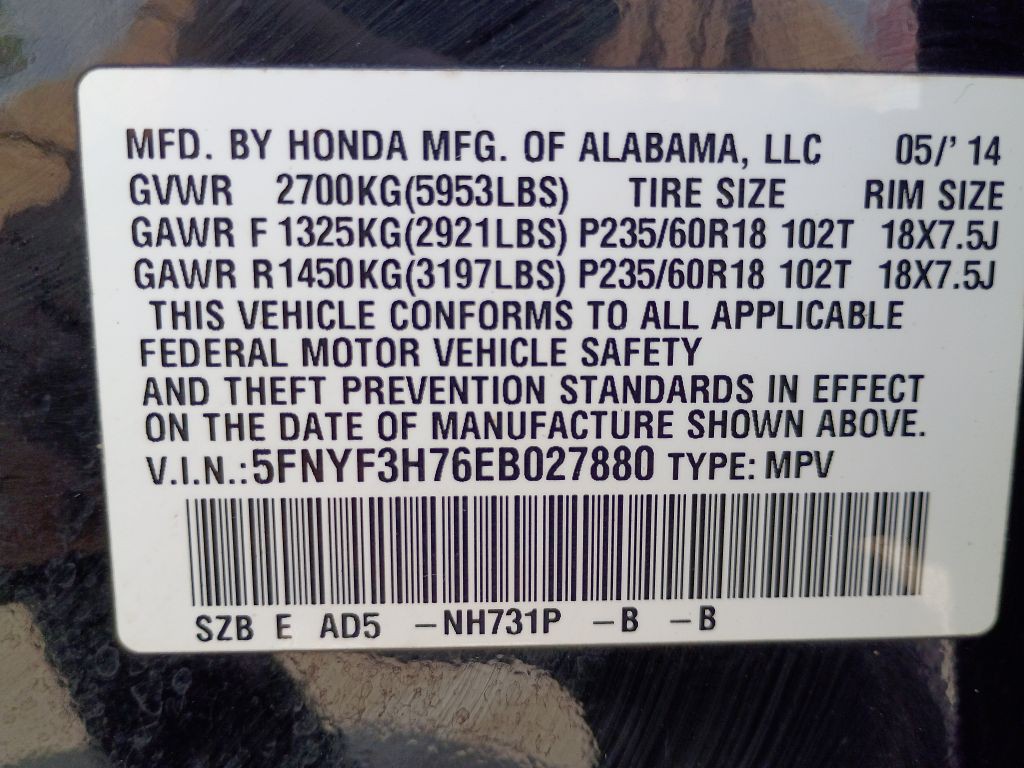 MFD. BY HONDA MFG. OF ALABAMA, LLC 05/' 14
GVWR 2700KG(5953LBS) TIRE SIZE RIM SIZE
GAWR F 1325KG(2921LBS) P235/60R18 102T 18X7.5J
GAWR R 1450KG(3197LBS) P235/60R18 102T 18X7.5J
THIS VEHICLE CONFORMS TO ALL APPLICABLE
FEDERAL MOTOR VEHICLE SAFETY
AND THEFT PREVENTION STANDARDS IN EFFECT
ON THE DATE OF MANUFACTURE SHOWN ABOVE.
V.I.N.: 5FNYF3H76EB027880 TYPE: MPV
SZB E AD5 –NH731P –B –B